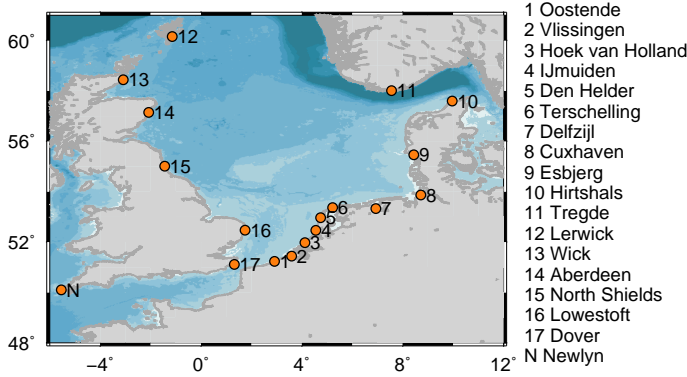 60°
56°
52°
48°
−4°
0°
4°
8°
12°
12
13
11
14
10
15
9
6
5
7
8
16
4
3
17
1
2
N
1 Oostende
2 Vlissingen
3 Hoek van Holland
4 IJmuiden
5 Den Helder
6 Terschelling
7 Delfzijl
8 Cuxhaven
9 Esbjerg
10 Hirtshals
11 Tregde
12 Lerwick
13 Wick
14 Aberdeen
15 North Shields
16 Lowestoft
17 Dover
N Newlyn